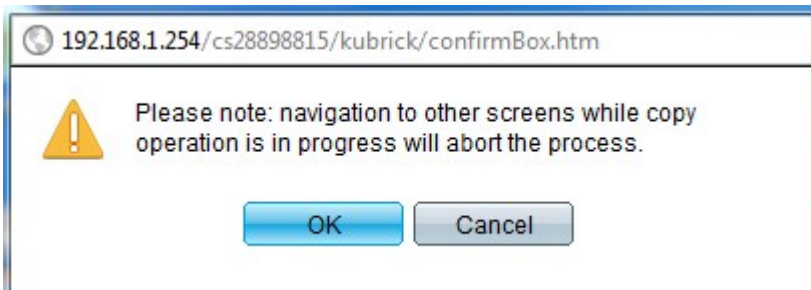 192.168.1.254/cs28898815/kubrick/confirmBox.htm
Please note: navigation to other screens while copy
operation is in progress will abort the process.
OK
Cancel